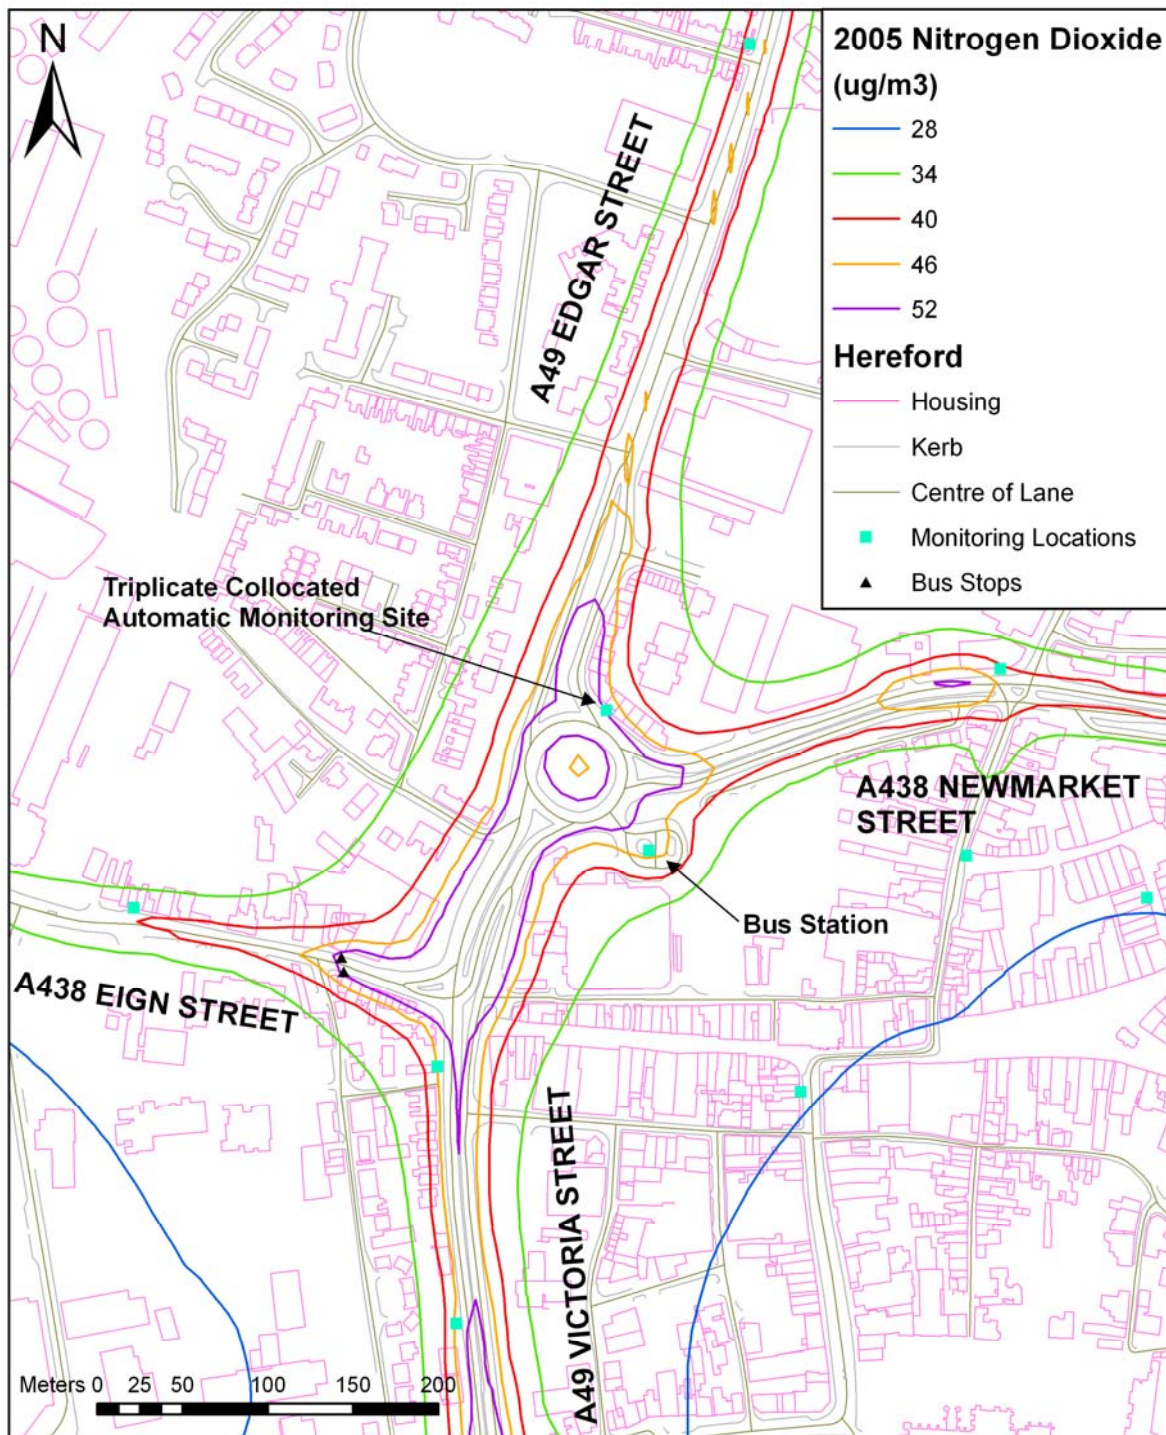 N
2005 Nitrogen Dioxide
(ug/m3)
28
34
40
46
52
Hereford
Housing
Kerb
Centre of Lane
Monitoring Locations
Bus Stops
A49 EDGAR STREET
Triplicate Collocated
Automatic Monitoring Site
A438 NEWMARKET
STREET
Bus Station
A438 EIGN STREET
A49 VICTORIA STREET
Meters 0 25 50 100 150 200